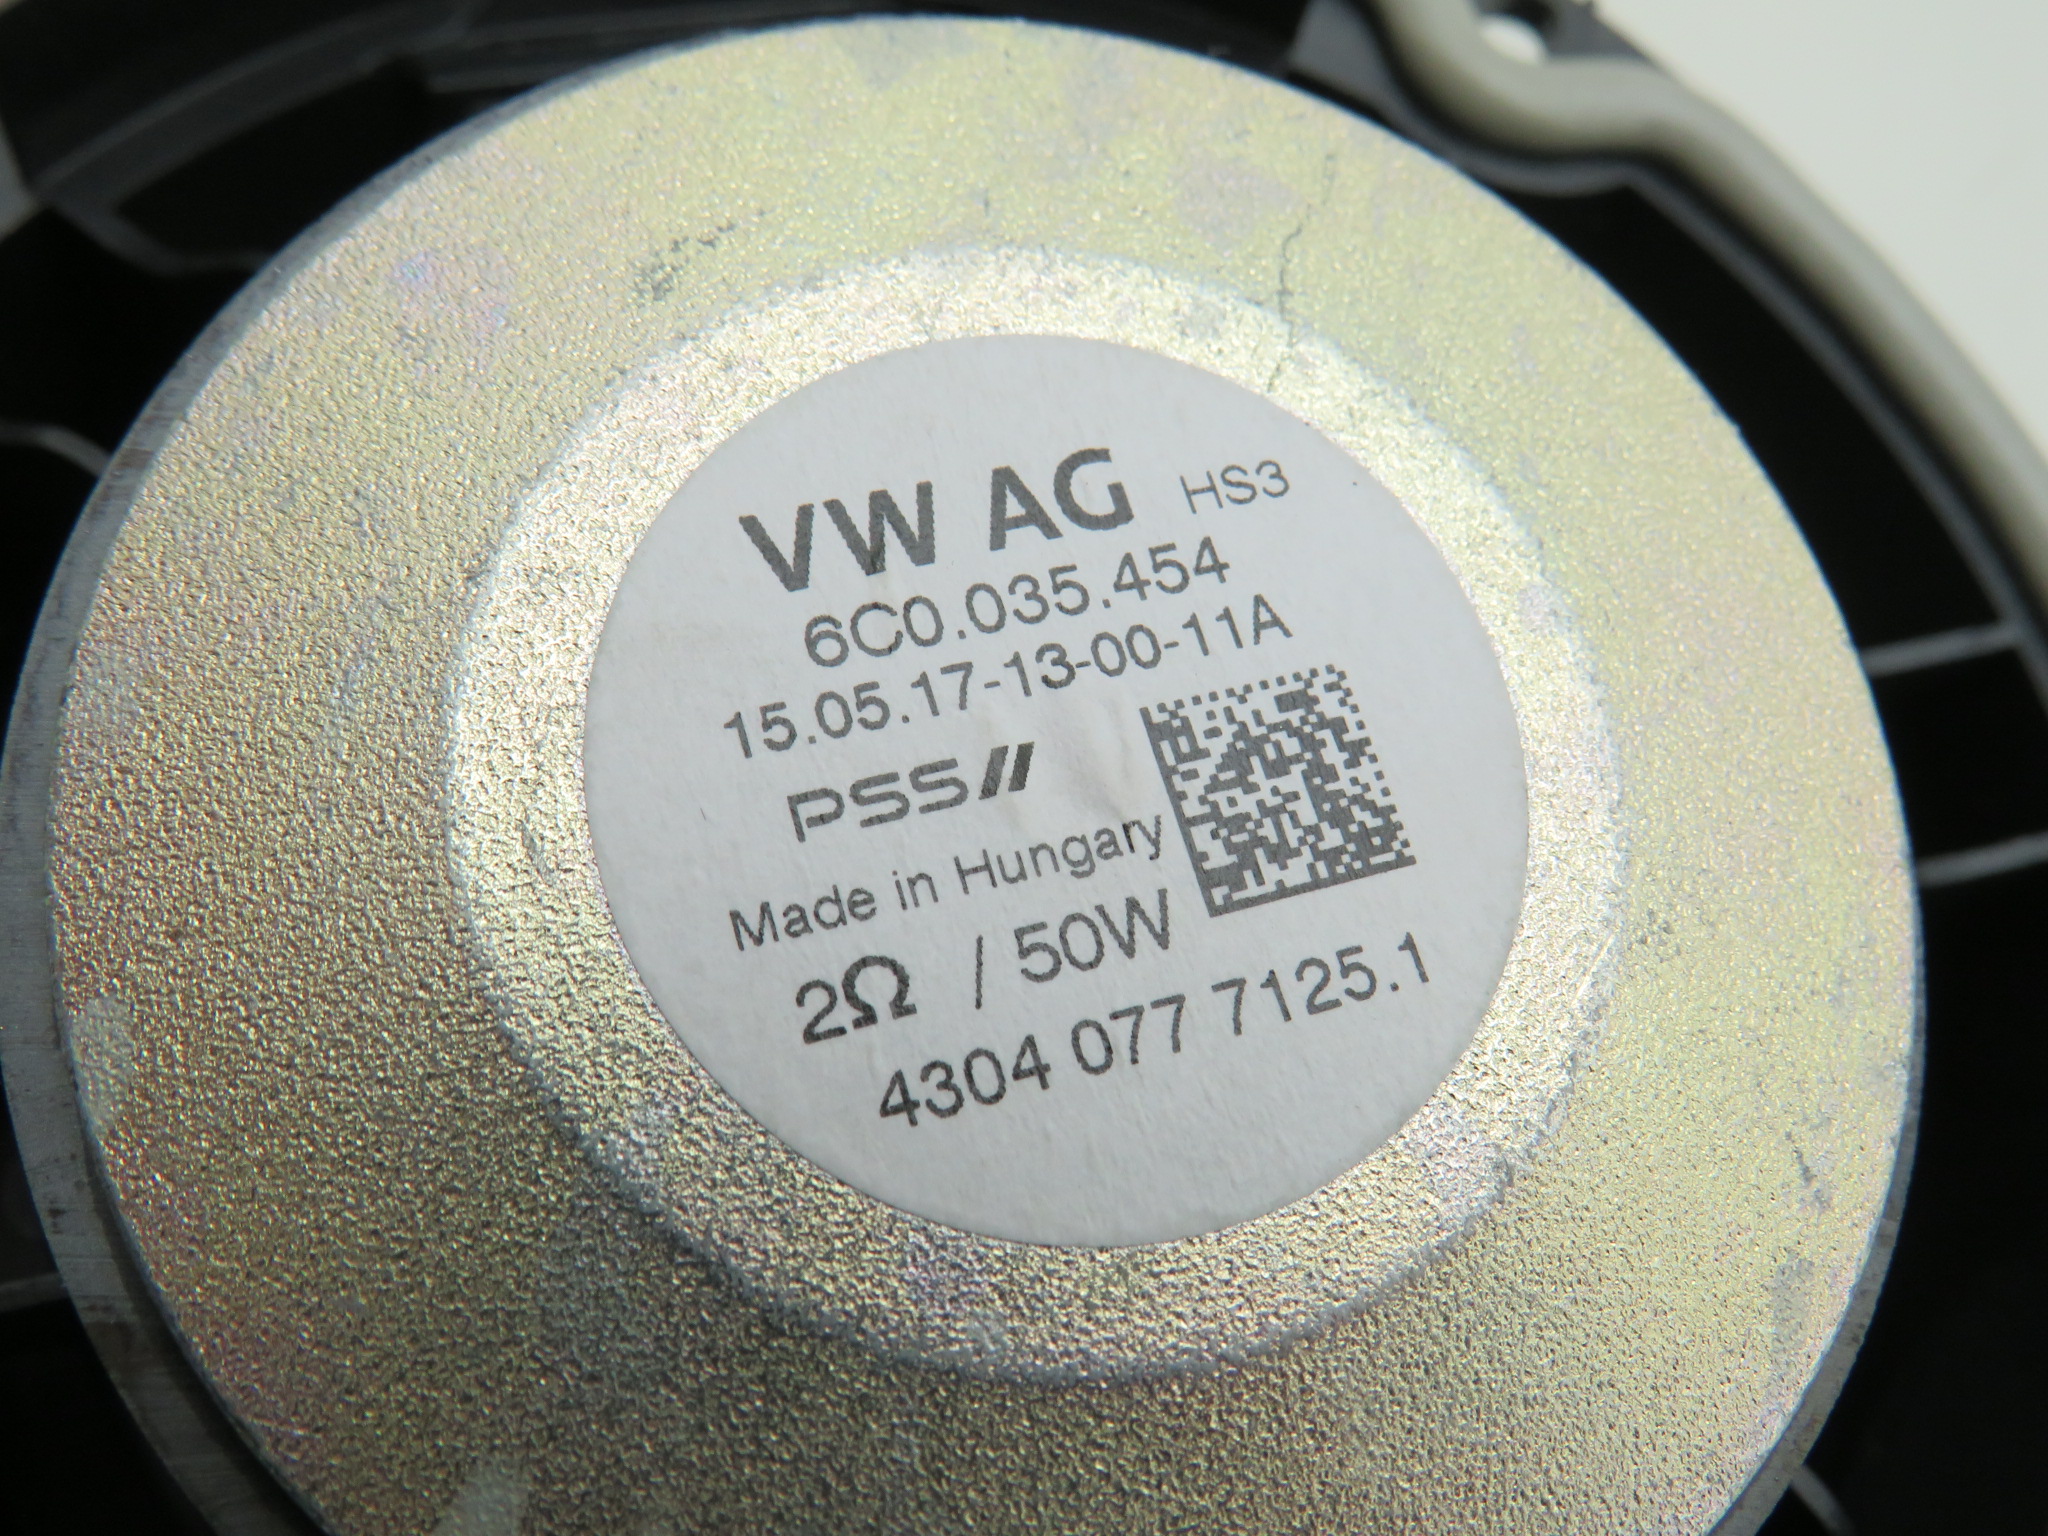 VW AG HS3
6C0.035.454
15.05.17-13-00-11A
PSS//
Made in Hungary
2Ω / 50W
4304 077 7125.1